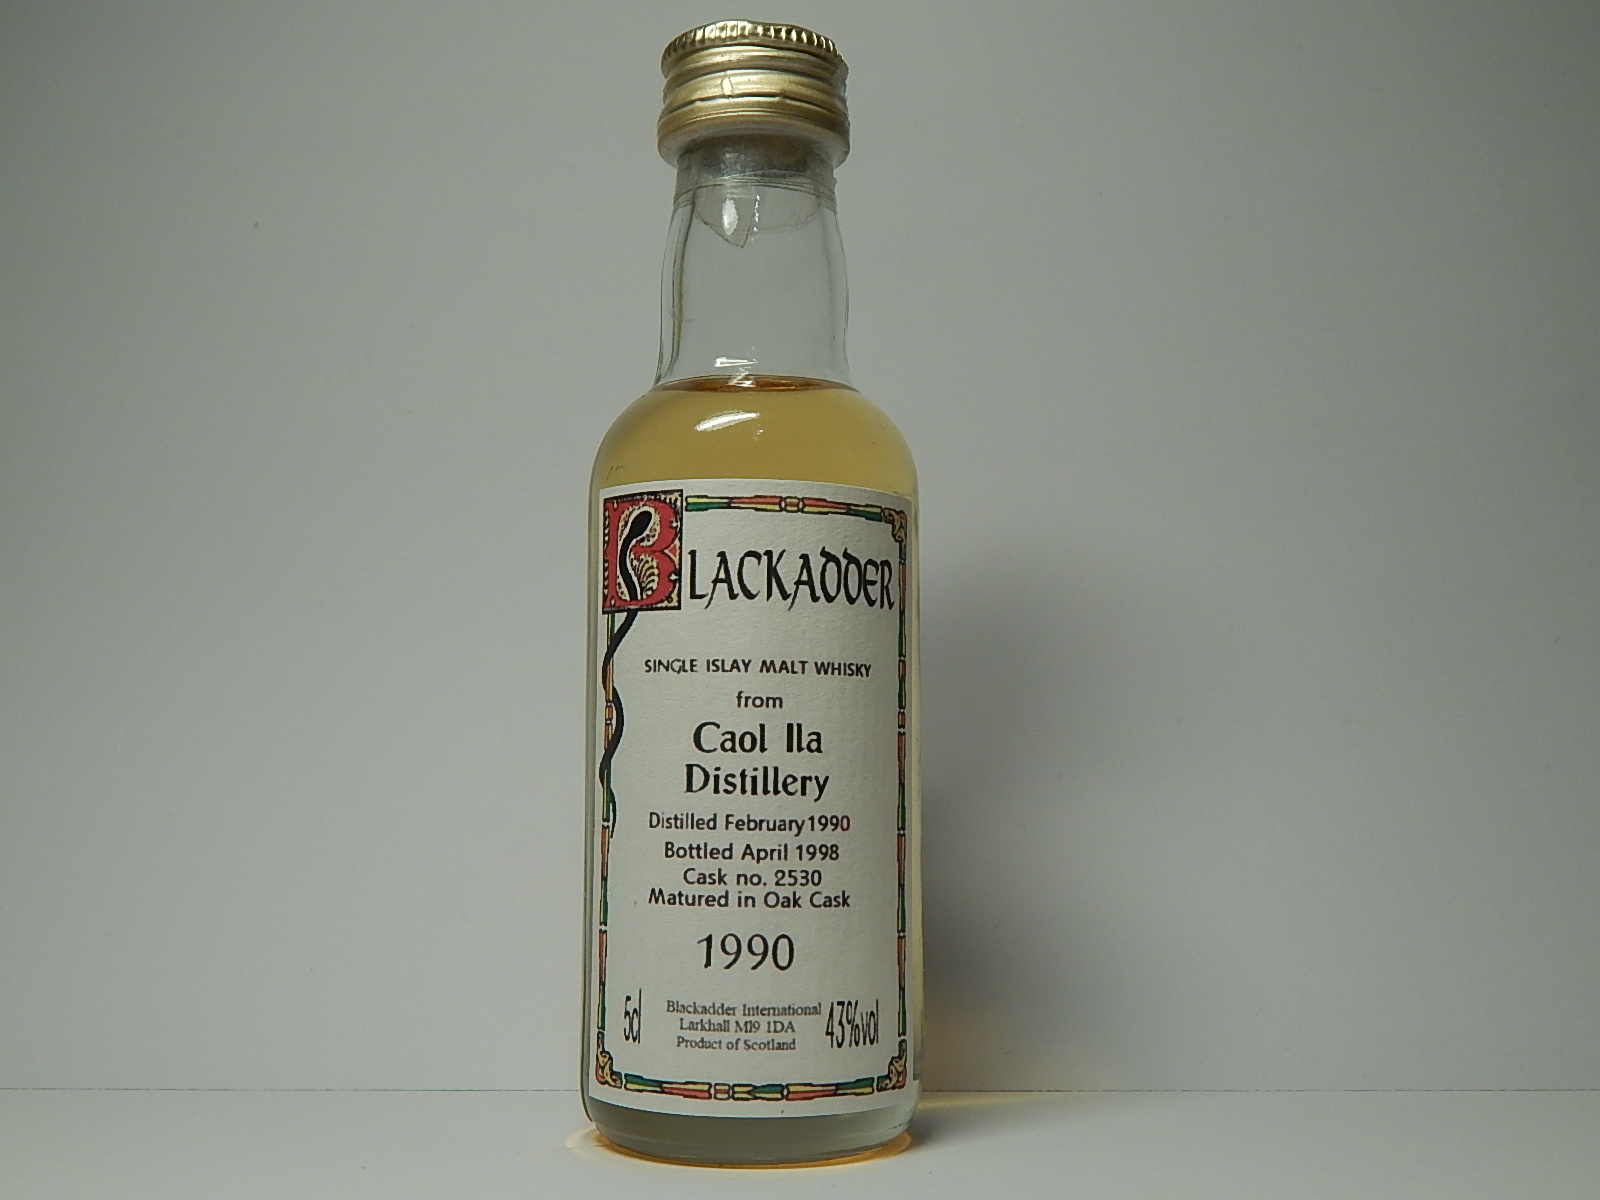 BLACKADDER
SINGLE ISLAY MALT WHISKY
from
Caol Ila
Distillery
Distilled February 1990
Bottled April 1998
Cask no. 2530
Matured in Oak Cask
1990
5cl
Blackadder International
Larkhall Ml9 1DA
Product of Scotland
43%vol